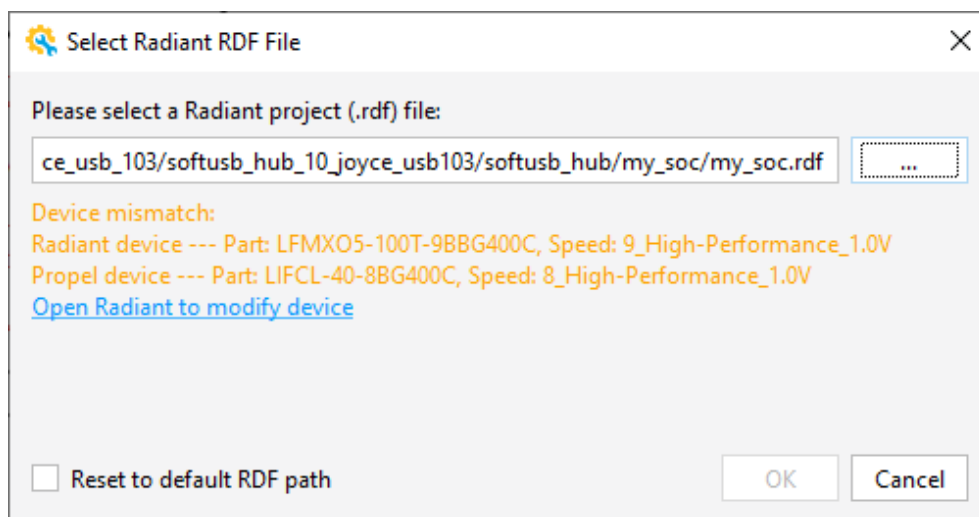 Select Radiant RDF File
Please select a Radiant project (.rdf) file:
ce_usb_103/softusb_hub_10_joyce_usb103/softusb_hub/my_soc/my_soc.rdf
...
Device mismatch:
Radiant device --- Part: LFMXO5-100T-9BBG400C, Speed: 9_High-Performance_1.0V
Propel device --- Part: LIFCL-40-8BG400C, Speed: 8_High-Performance_1.0V
Open Radiant to modify device
Reset to default RDF path
OK
Cancel